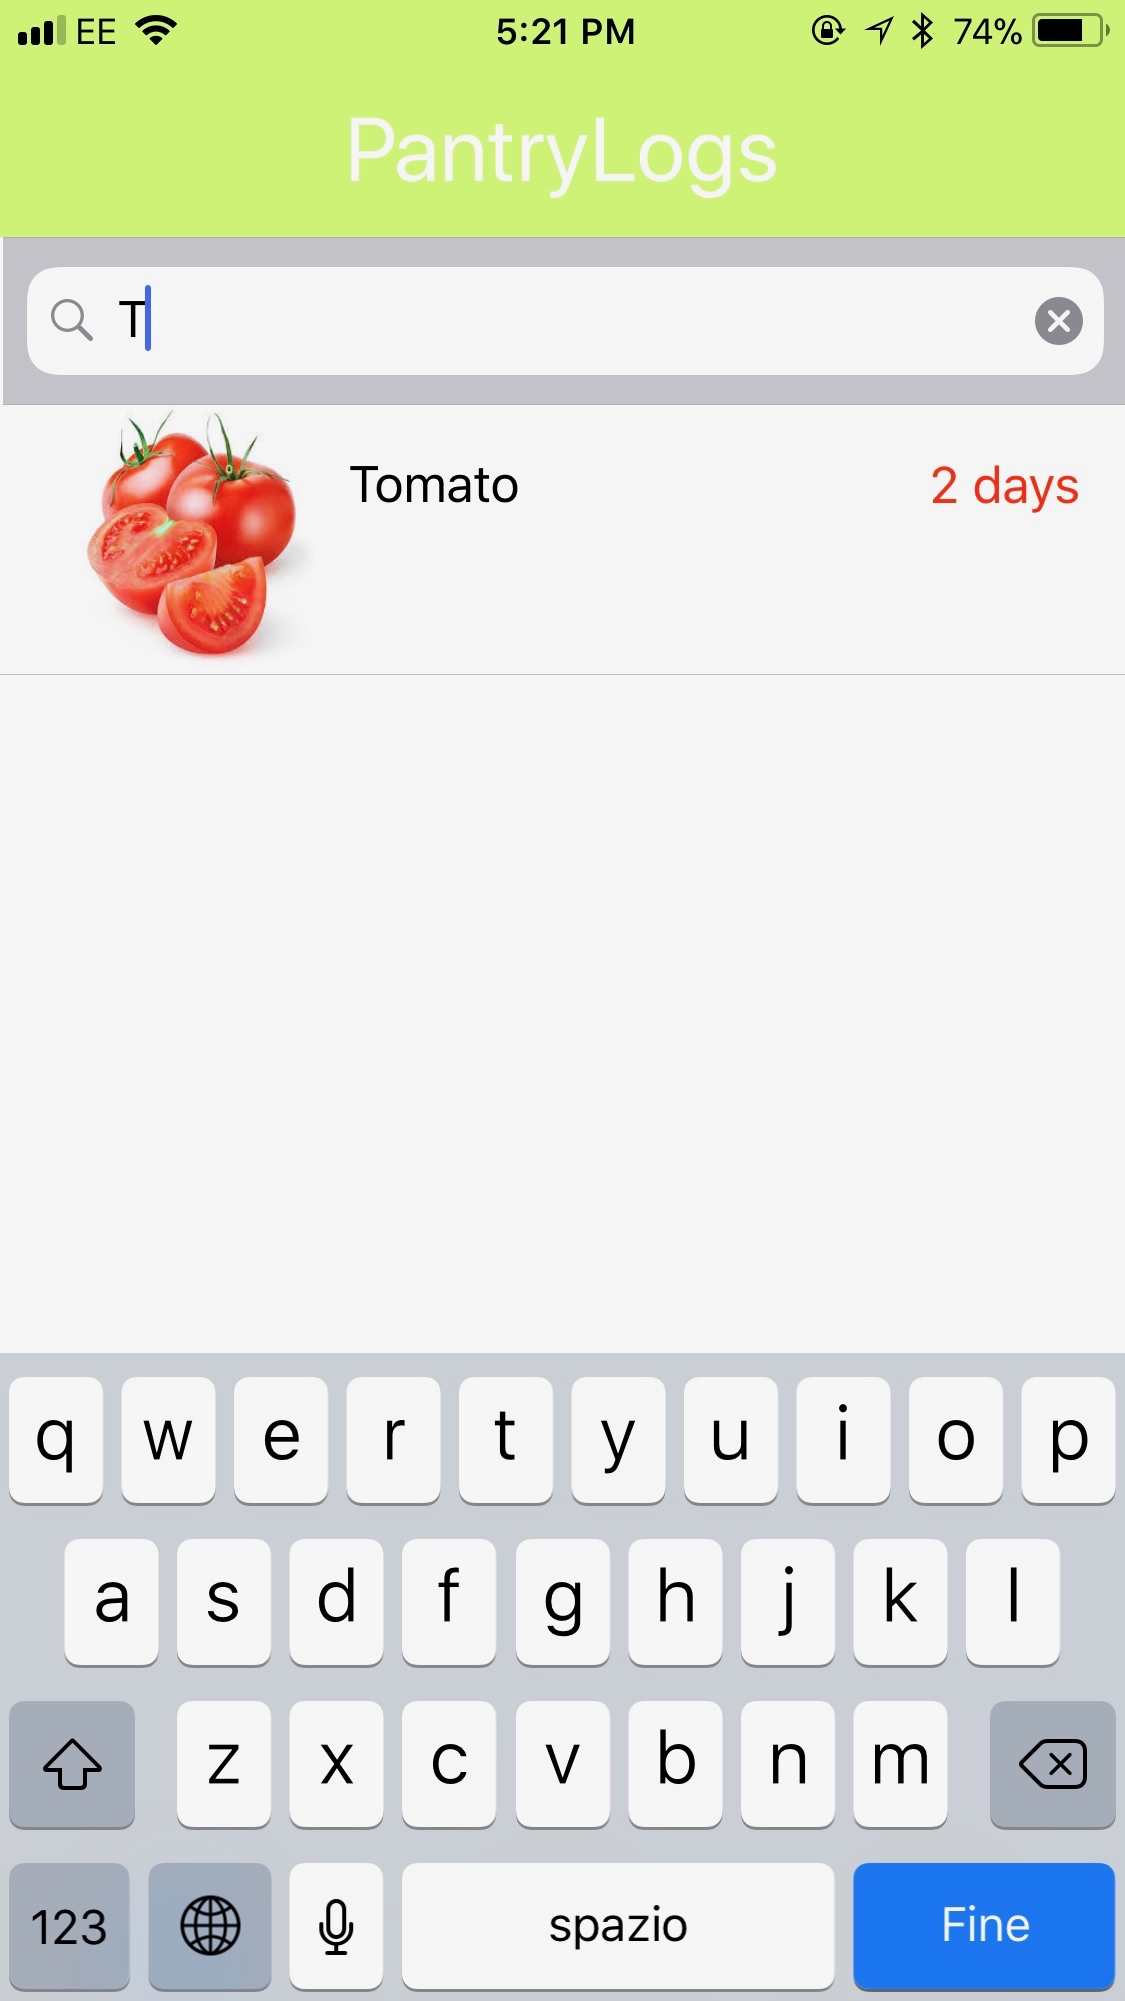 EE 5:21 PM 74%
PantryLogs
T
Tomato 2 days
q w e r t y u i o p
a s d f g h j k l
z x c v b n m
123 spazio Fine